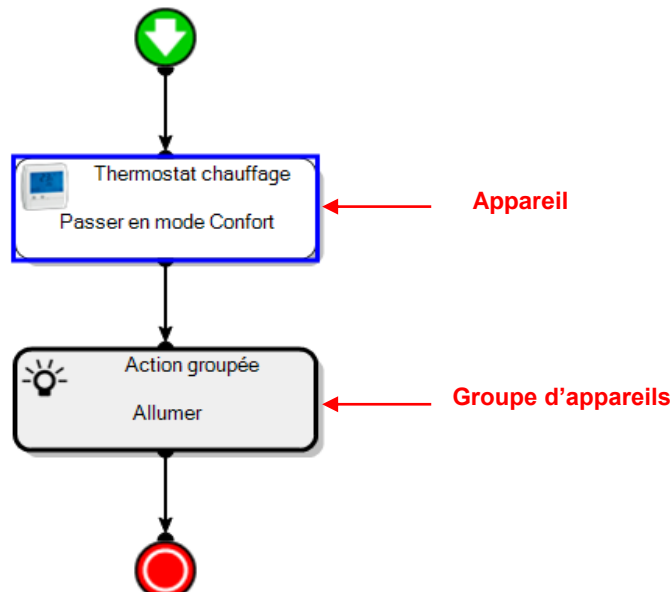 Thermostat chauffage
Passer en mode Confort
Appareil
Action groupée
Allumer
Groupe d'appareils